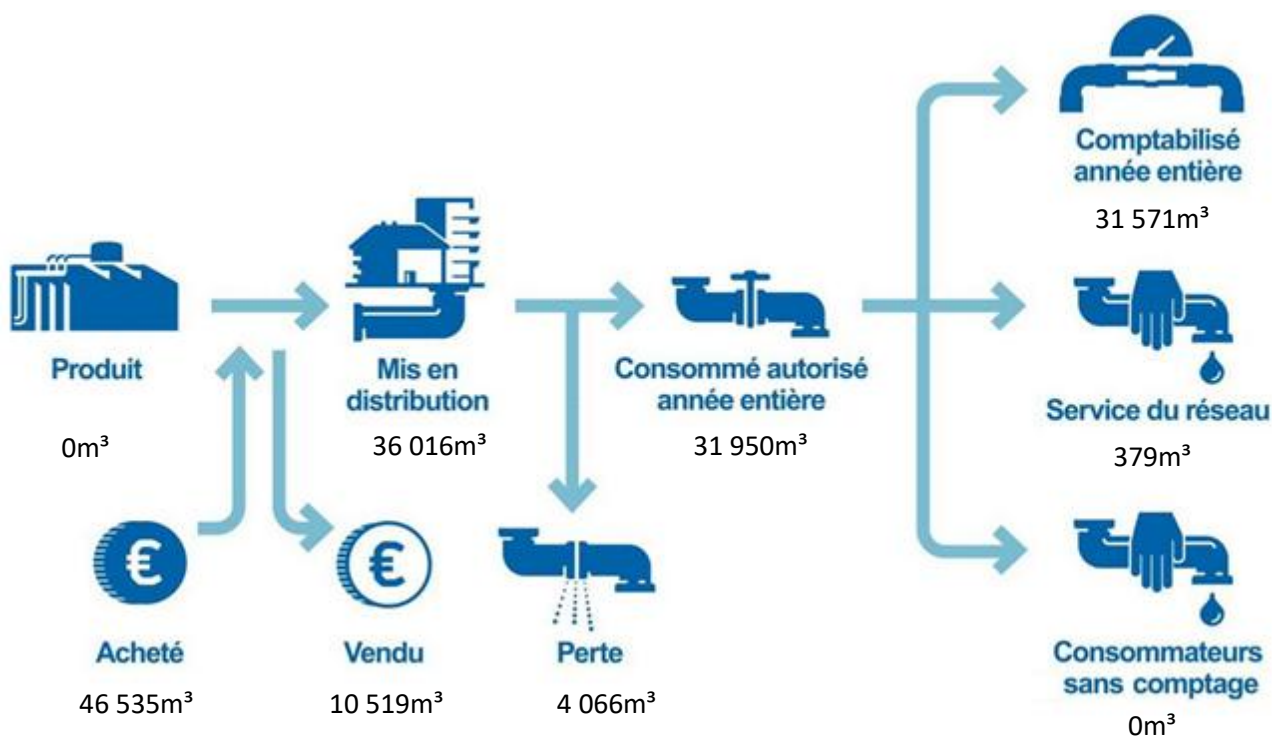 Comptabilisé
année entière
31 571m³
Produit
0m³
Mis en
distribution
36 016m³
Consommé autorisé
année entière
31 950m³
Service du réseau
379m³
€
Acheté
46 535m³
€
Vendu
10 519m³
Perte
4 066m³
Consommateurs
sans comptage
0m³